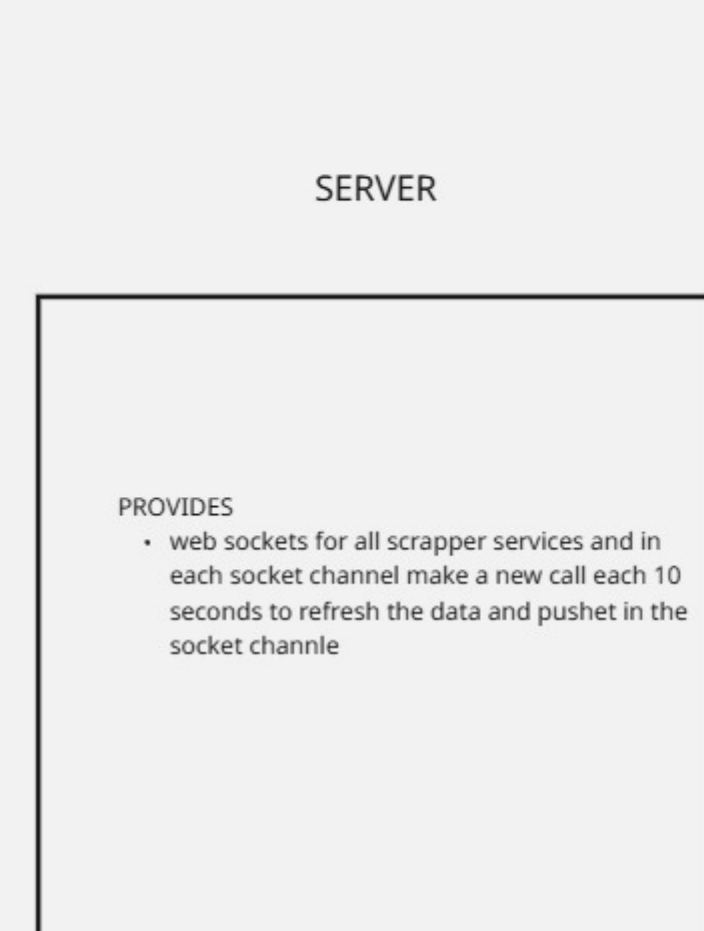 SERVER
PROVIDES
• web sockets for all scrapper services and in
each socket channel make a new call each 10
seconds to refresh the data and pushet in the
socket channle